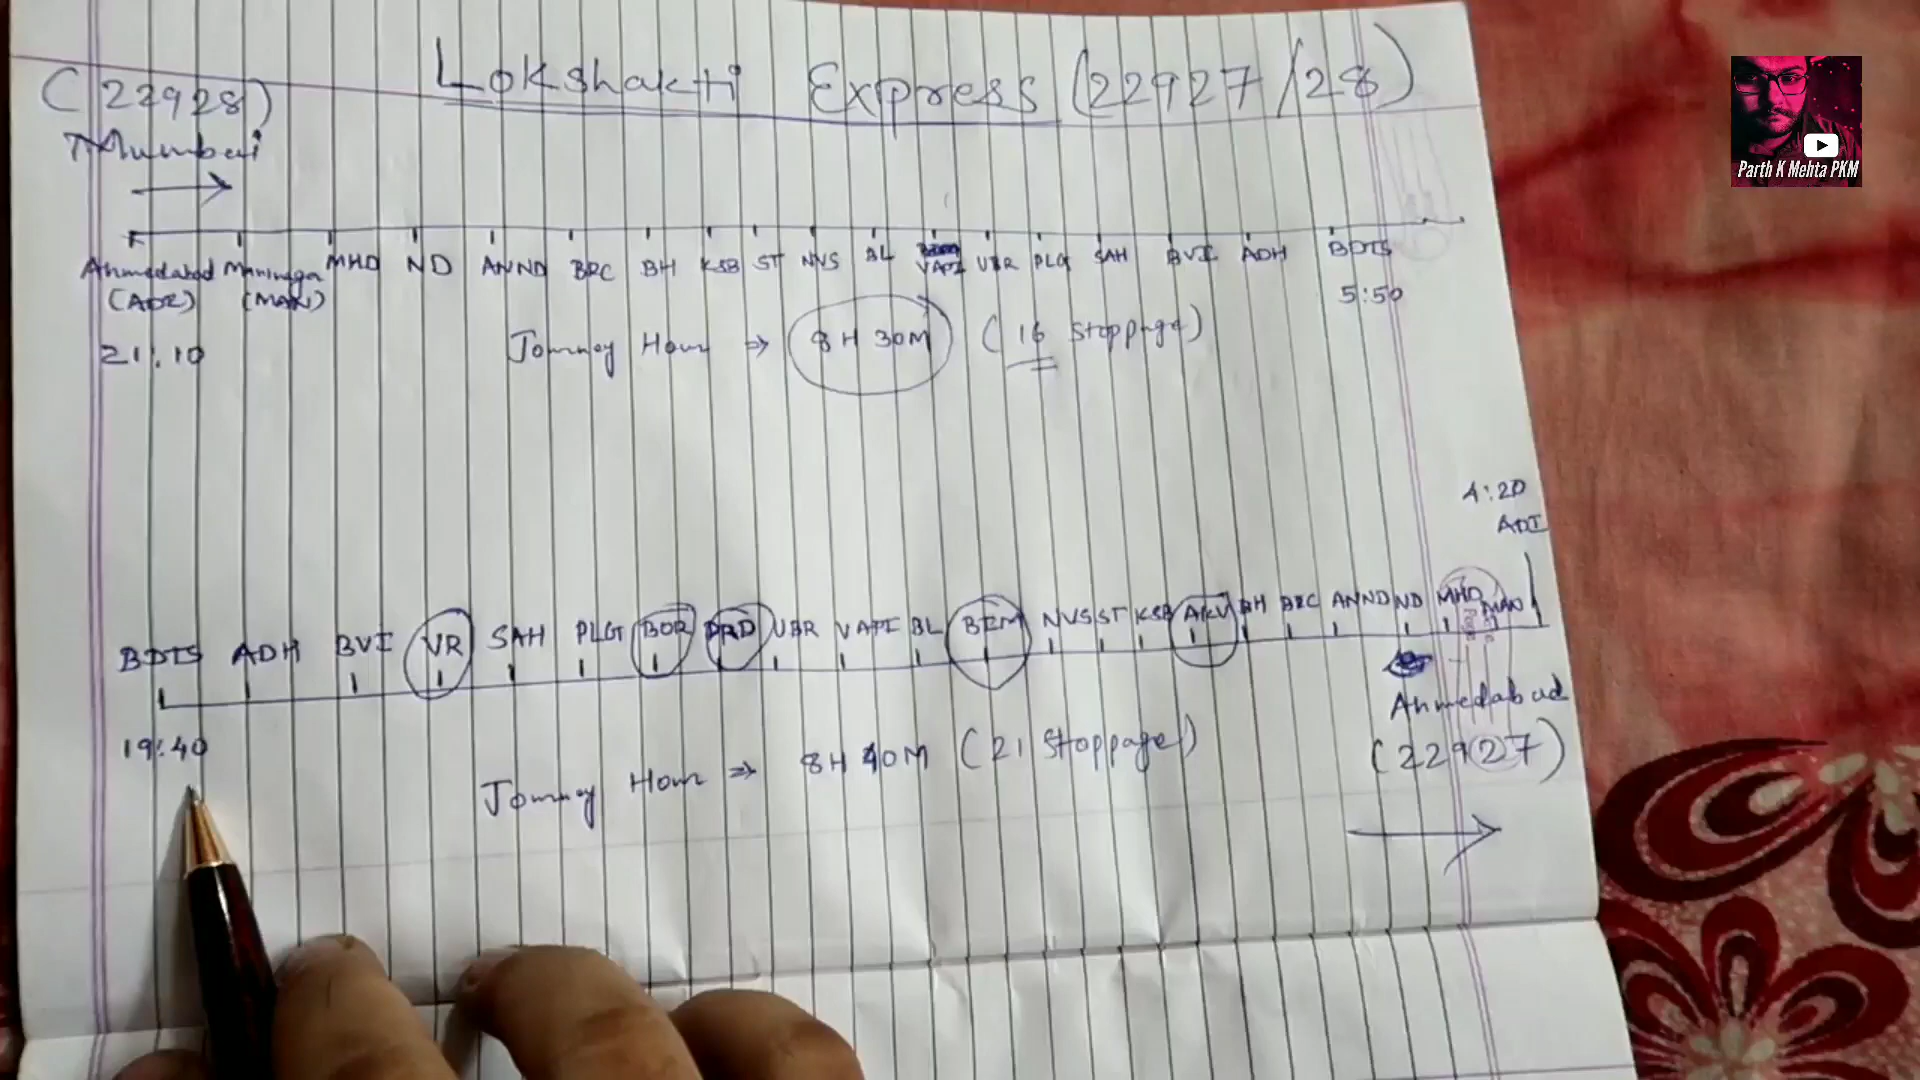 Lokshakti Express (22927/28)
(22928)
Mumbai
Ahmedabad Maninagar MHD ND ANND BRC BH KSB ST NVS BL VAPI UBR PLG SAH BVI ADH BDTS
(ADI) (MAN)
5:50
21:10
Journey Hour ⇒ 8H 30M (16 Stoppage)
4:20
ADI
BDTS ADH BVI VR SAH PLG BOR DRD UBR VAPI BL BIM NVS ST KSB AKV BH BRC ANND ND MHD MAN
Ahmedabad
(22927)
19:40
Journey Hour ⇒ 8H 40M (21 Stoppage)
Parth K Mehta PKM